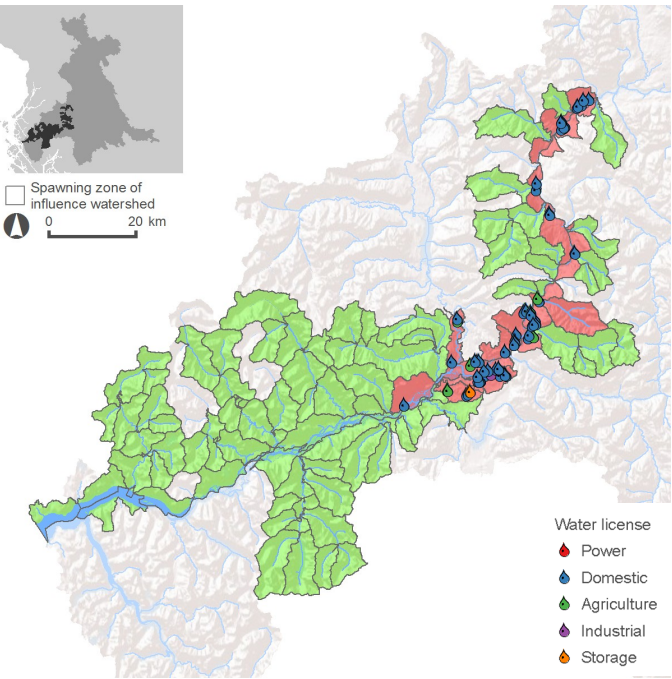 Spawning zone of
influence watershed
0 20 km
Water license
Power
Domestic
Agriculture
Industrial
Storage